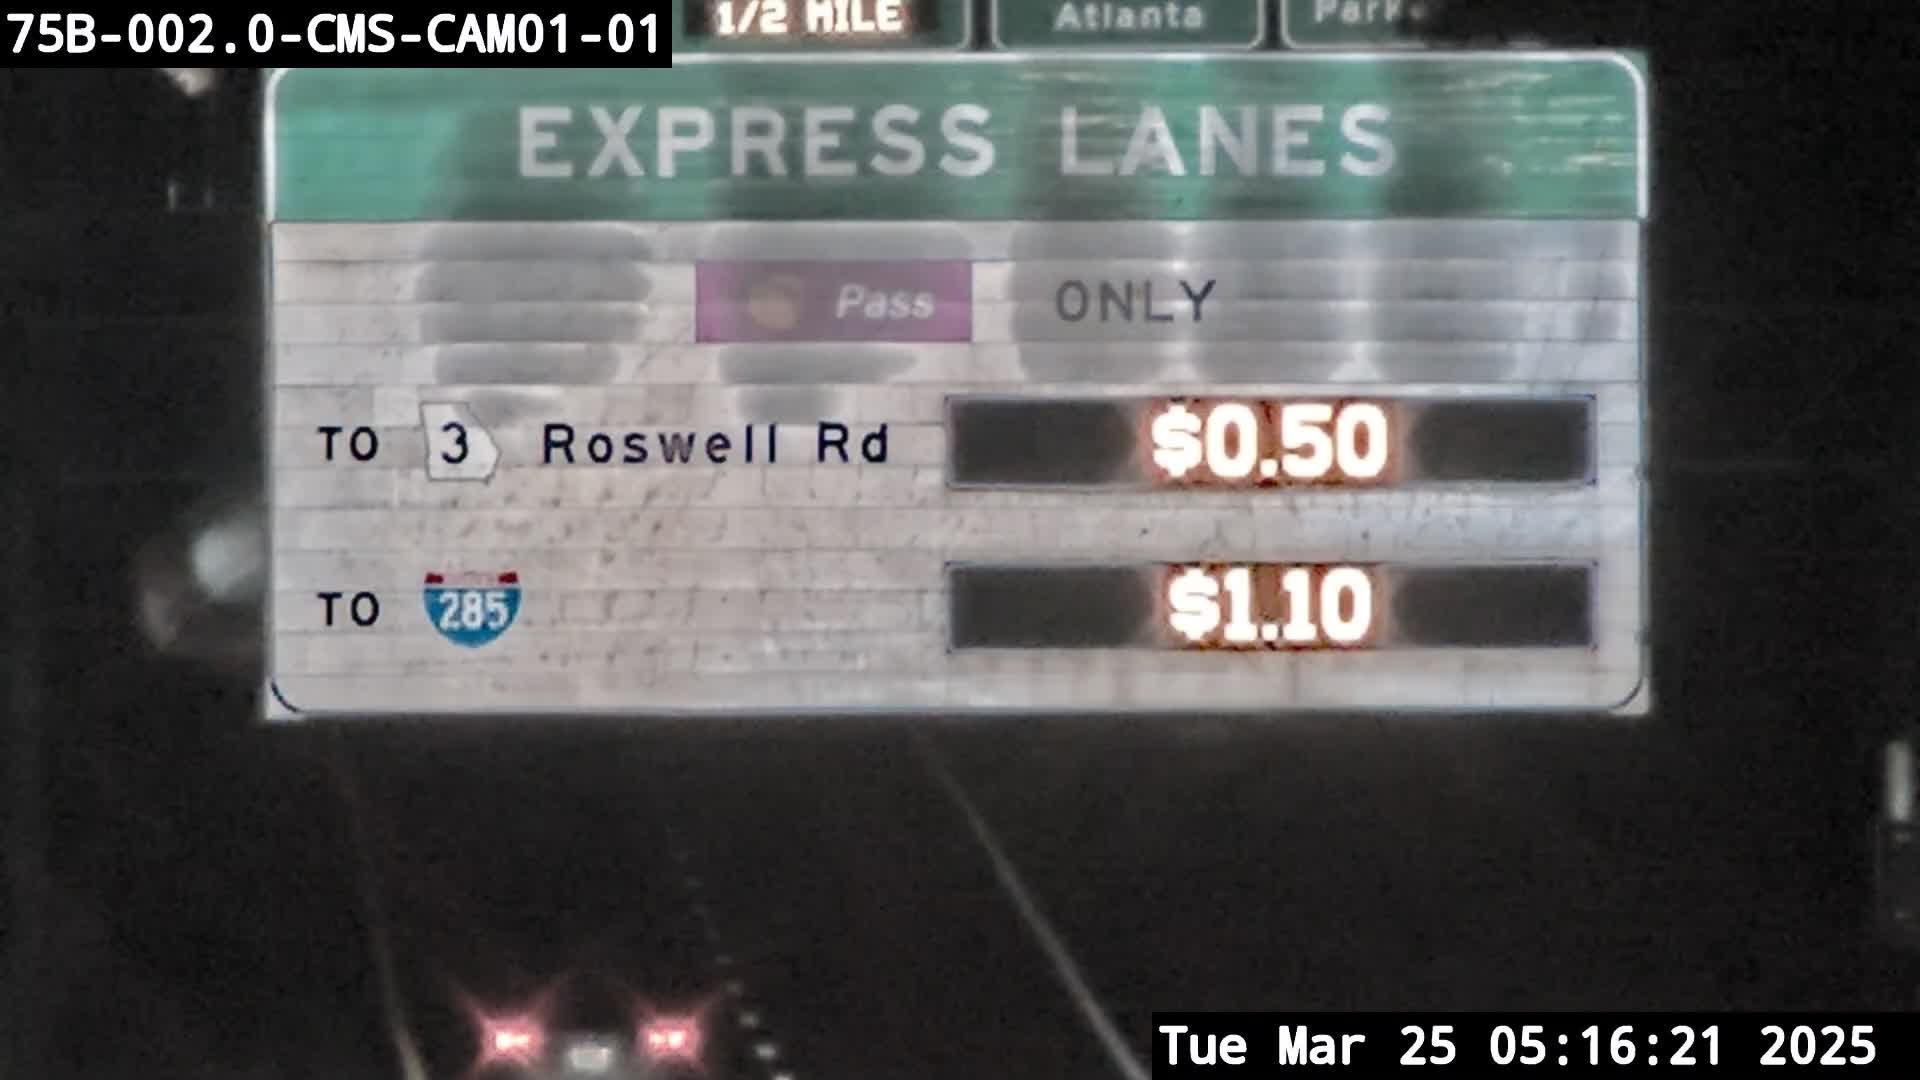 75B-002.0-CMS-CAM01-01
1/2 MILE
Atlanta
EXPRESS LANES
Pass ONLY
TO 3 Roswell Rd $0.50
TO 285 $1.10
Tue Mar 25 05:16:21 2025